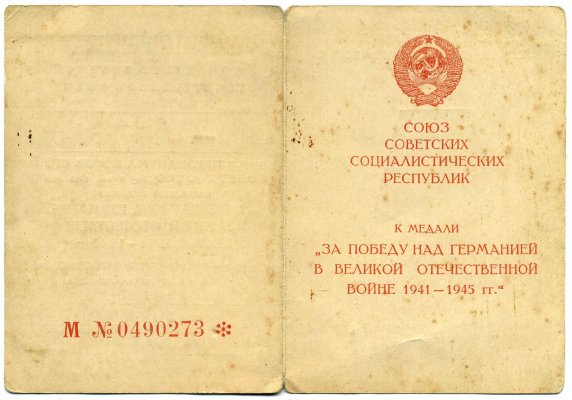 М №0490273
СОЮЗ
СОВЕТСКИХ
СОЦИАЛИСТИЧЕСКИХ
РЕСПУБЛИК
К МЕДАЛИ
„ЗА ПОБЕДУ НАД ГЕРМАНИЕЙ
В ВЕЛИКОЙ ОТЕЧЕСТВЕННОЙ
ВОЙНЕ 1941—1945 гг.“